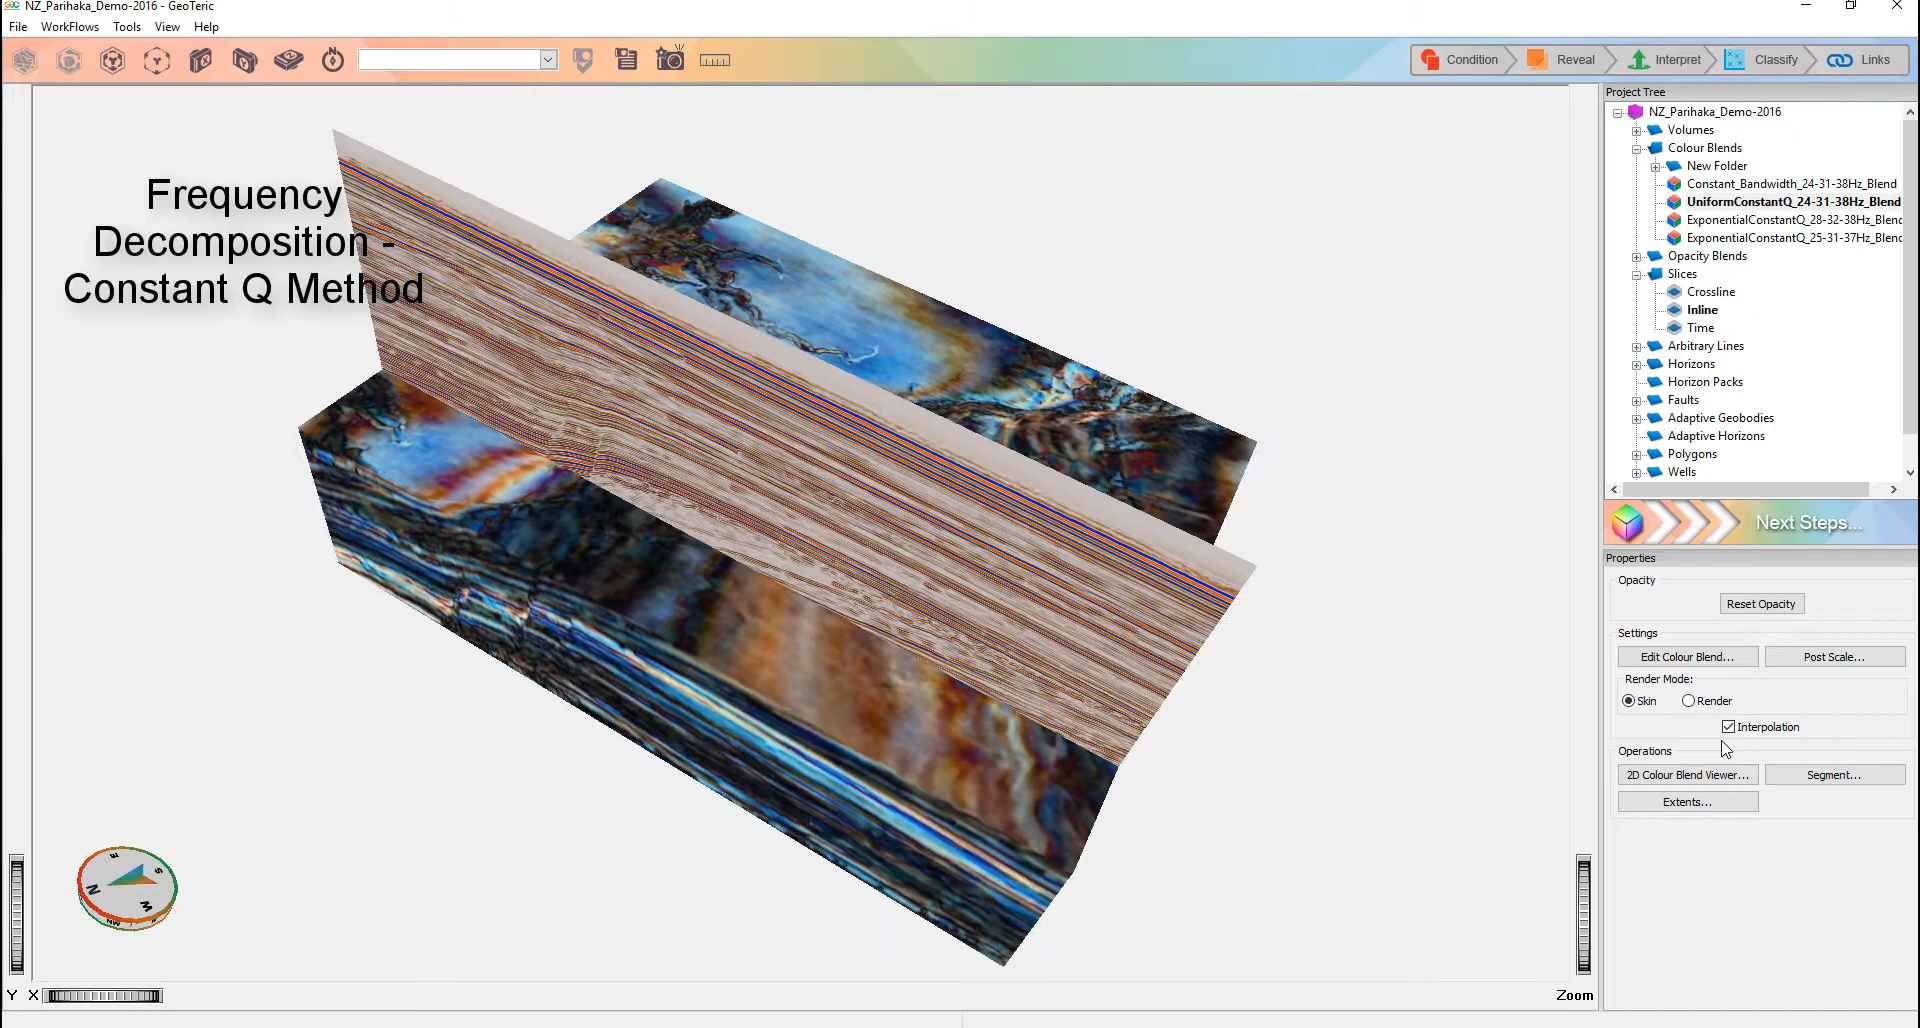 NZ_Parihaka_Demo-2016 - GeoTeric
File WorkFlows Tools View Help
Condition Reveal Interpret Classify Links
Frequency
Decomposition -
Constant Q Method
Project Tree
NZ_Parihaka_Demo-2016
Volumes
Colour Blends
New Folder
Constant_Bandwidth_24-31-38Hz_Blend
UniformConstantQ_24-31-38Hz_Blend
ExponentialConstantQ_28-32-38Hz_Blend
ExponentialConstantQ_25-31-37Hz_Blend
Opacity Blends
Slices
Crossline
Inline
Time
Arbitrary Lines
Horizons
Horizon Packs
Faults
Adaptive Geobodies
Adaptive Horizons
Polygons
Wells
Next Steps...
Properties
Opacity
Reset Opacity
Settings
Edit Colour Blend... Post Scale...
Render Mode:
Skin Render
Interpolation
Operations
2D Colour Blend Viewer... Segment...
Extents...
N
S
NW
Y X
Zoom